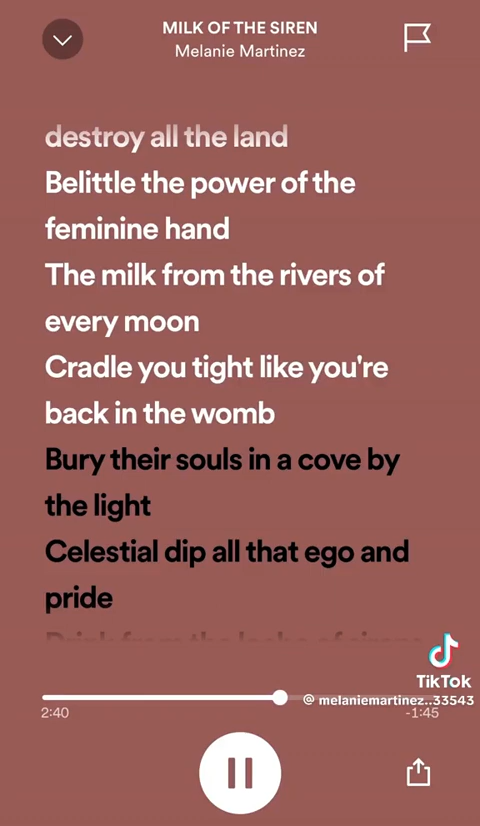 MILK OF THE SIREN
Melanie Martinez
destroy all the land
Belittle the power of the
feminine hand
The milk from the rivers of
every moon
Cradle you tight like you're
back in the womb
Bury their souls in a cove by
the light
Celestial dip all that ego and
pride
TikTok
@ melaniemartinez..33543
2:40
-1:45